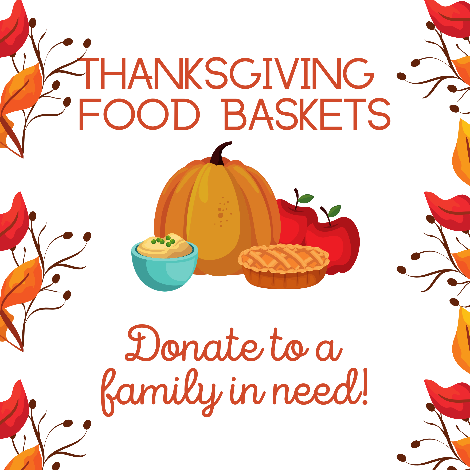 THANKSGIVING
FOOD BASKETS
Donate to a
family in need!